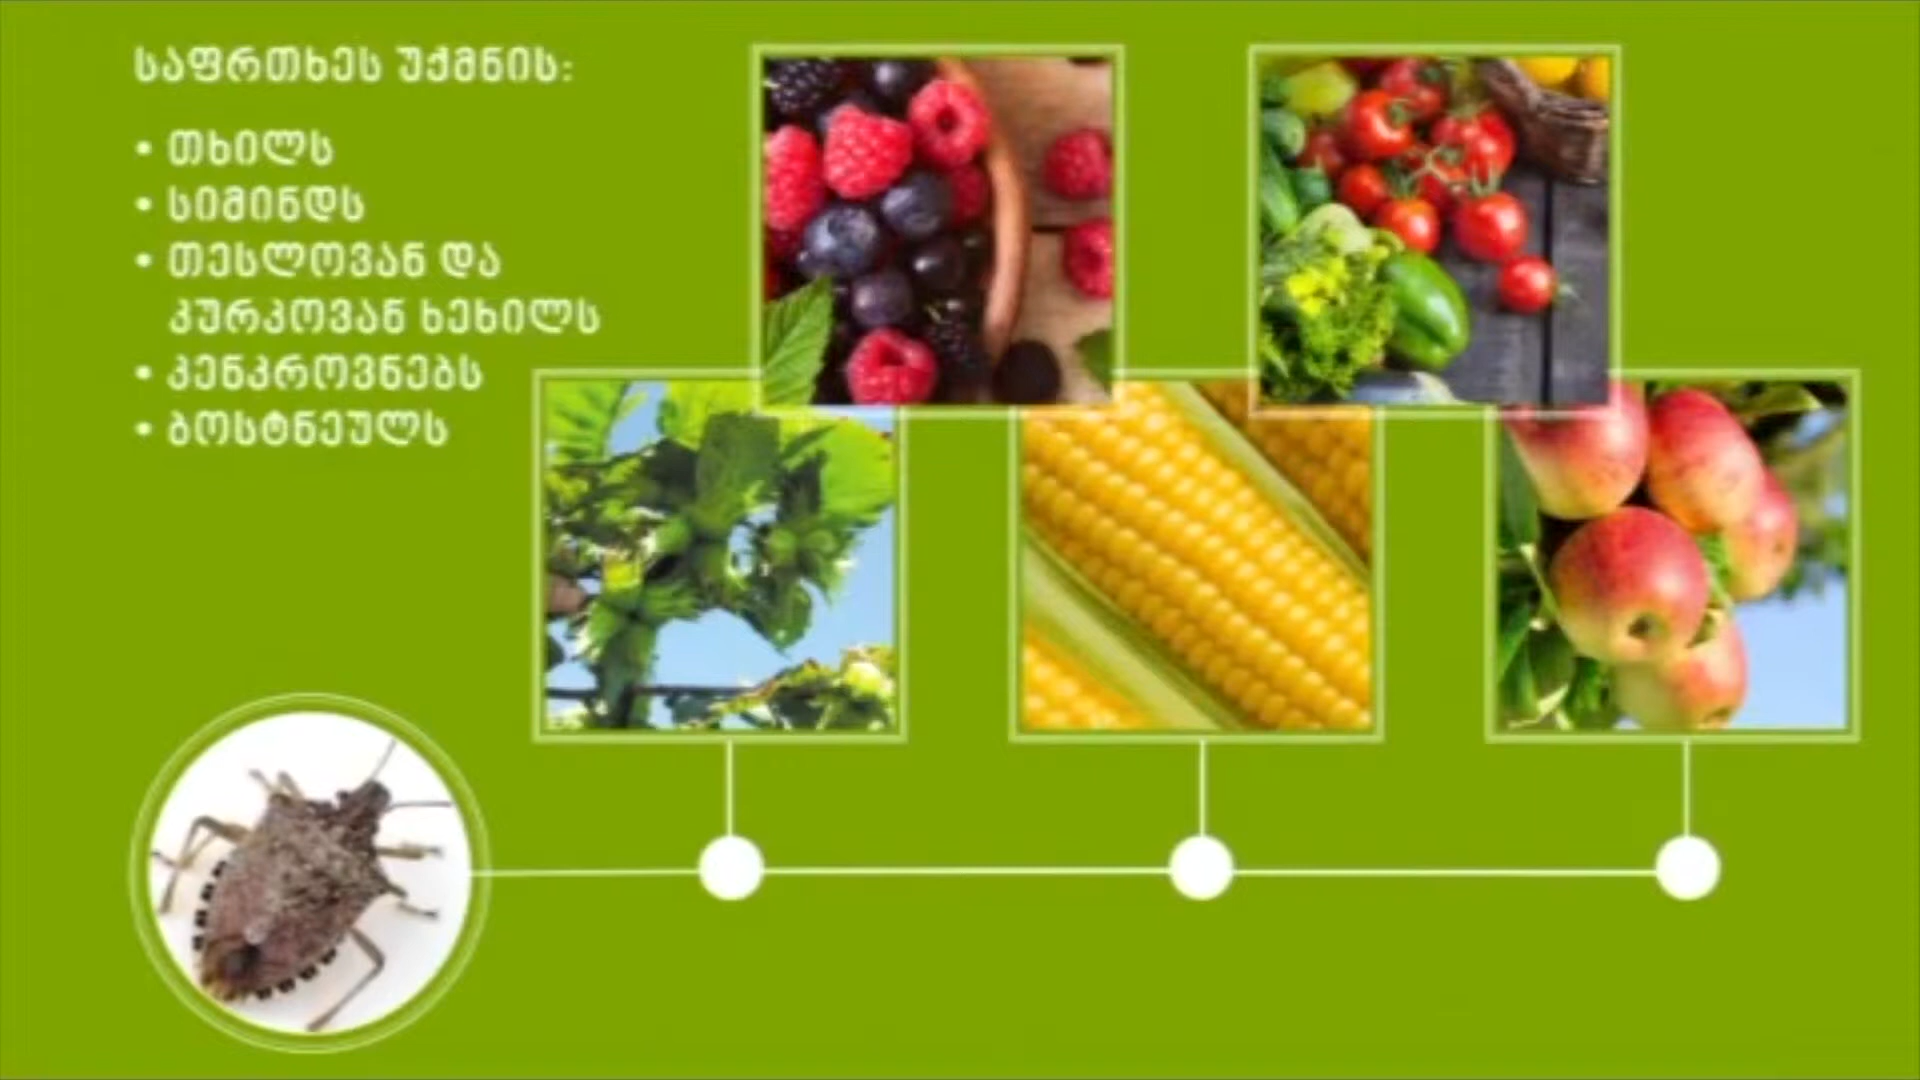 საფრთხეს უქმნის:
• თხილს
• სიმინდს
• თესლოვან და
კურკოვან ხეხილს
• კენკროვნებს
• ბოსტნეულს